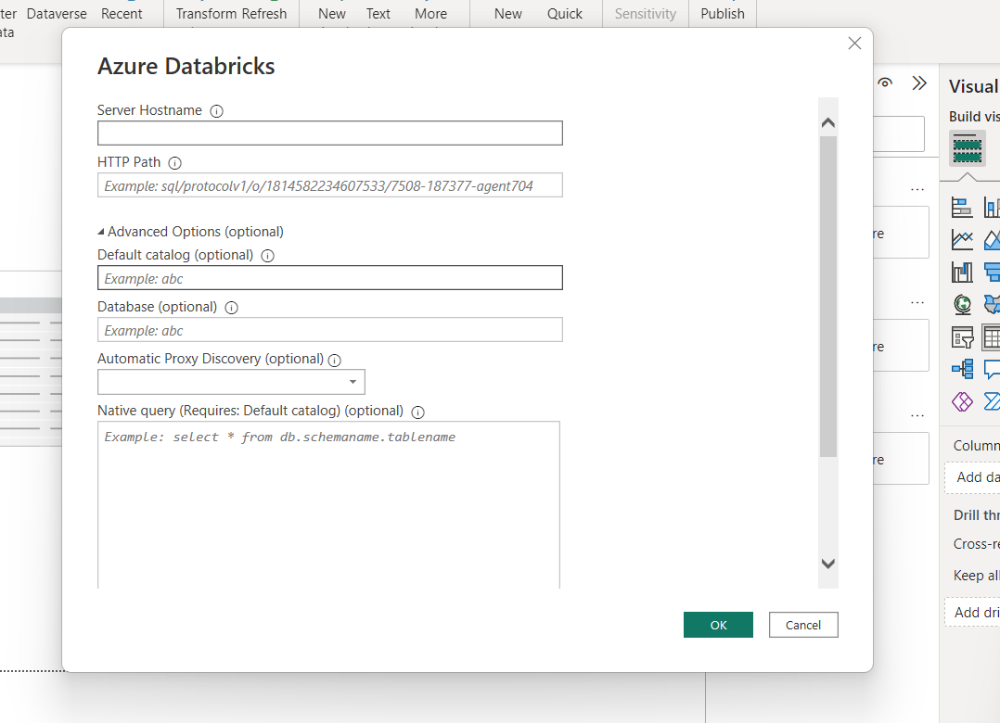 ter Dataverse Recent Transform Refresh New Text More New Quick Sensitivity Publish
ata
Azure Databricks
Server Hostname
HTTP Path
Example: sql/protocolv1/o/1814582234607533/7508-187377-agent704
Advanced Options (optional)
Default catalog (optional)
Example: abc
Database (optional)
Example: abc
Automatic Proxy Discovery (optional)
Native query (Requires: Default catalog) (optional)
Example: select * from db.schemaname.tablename
OK Cancel
re
re
re
Visual
Build vis
Column
Add da
Drill thr
Cross-re
Keep all
Add dri